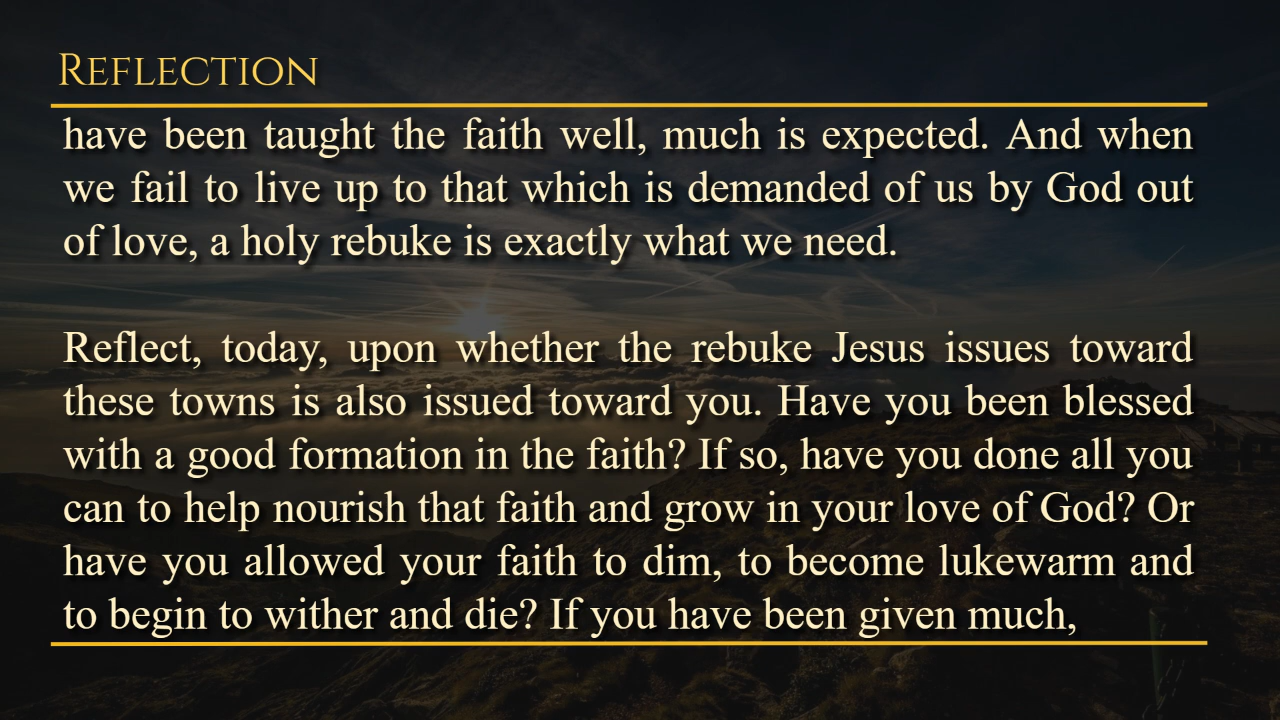 Reflection
have been taught the faith well, much is expected. And when
we fail to live up to that which is demanded of us by God out
of love, a holy rebuke is exactly what we need.
Reflect, today, upon whether the rebuke Jesus issues toward
these towns is also issued toward you. Have you been blessed
with a good formation in the faith? If so, have you done all you
can to help nourish that faith and grow in your love of God? Or
have you allowed your faith to dim, to become lukewarm and
to begin to wither and die? If you have been given much,